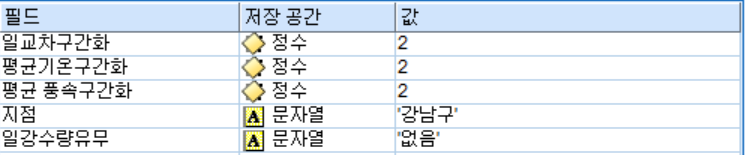 필드 저장 공간 값
일교차구간화 정수 2
평균기온구간화 정수 2
평균 풍속구간화 정수 2
지점 A 문자열 '강남구'
일강수량유무 A 문자열 '없음'